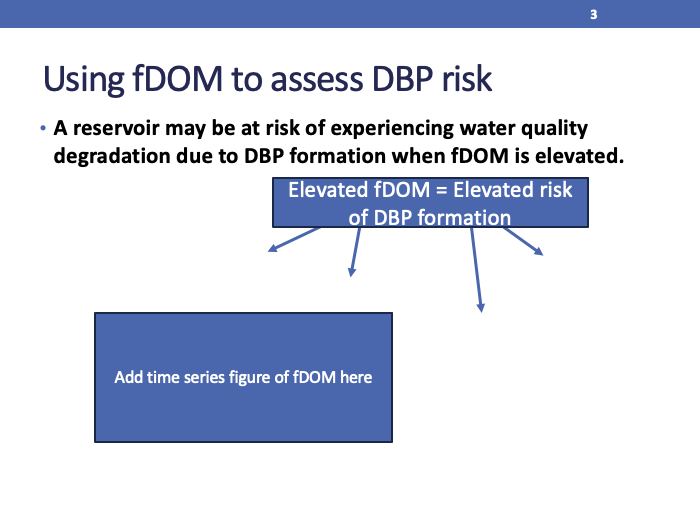 3
Using fDOM to assess DBP risk
• A reservoir may be at risk of experiencing water quality
degradation due to DBP formation when fDOM is elevated.
Elevated fDOM = Elevated risk
of DBP formation
Add time series figure of fDOM here